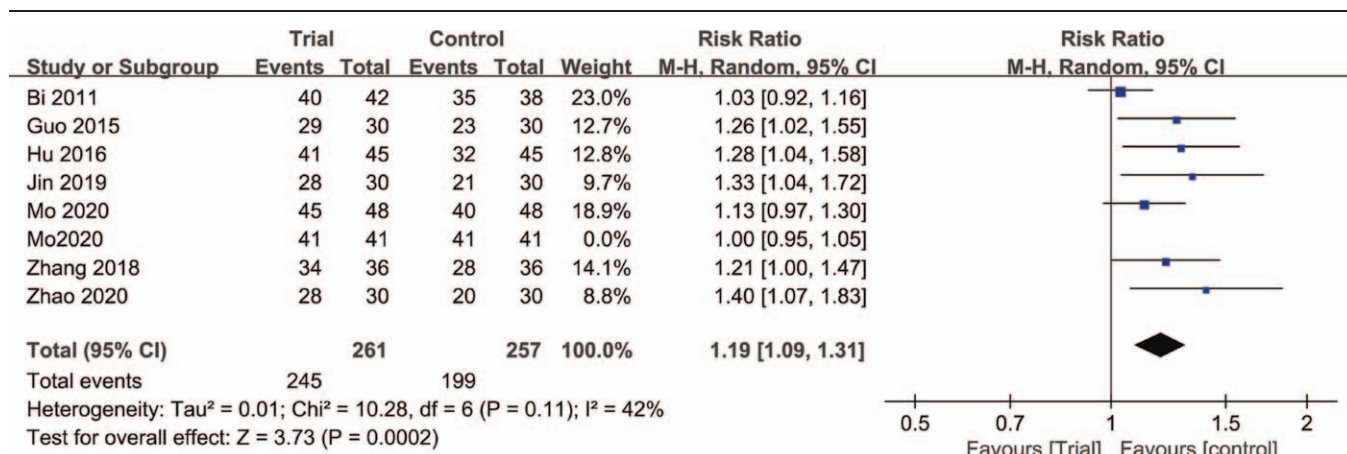 Trial Control Risk Ratio Risk Ratio
Study or Subgroup Events Total Events Total Weight M-H, Random, 95% CI M-H, Random, 95% CI
Bi 2011 40 42 35 38 23.0% 1.03 [0.92, 1.16]
Guo 2015 29 30 23 30 12.7% 1.26 [1.02, 1.55]
Hu 2016 41 45 32 45 12.8% 1.28 [1.04, 1.58]
Jin 2019 28 30 21 30 9.7% 1.33 [1.04, 1.72]
Mo 2020 45 48 40 48 18.9% 1.13 [0.97, 1.30]
Mo2020 41 41 41 41 0.0% 1.00 [0.95, 1.05]
Zhang 2018 34 36 28 36 14.1% 1.21 [1.00, 1.47]
Zhao 2020 28 30 20 30 8.8% 1.40 [1.07, 1.83]
Total (95% CI) 261 257 100.0% 1.19 [1.09, 1.31]
Total events 245 199
Heterogeneity: Tau² = 0.01; Chi² = 10.28, df = 6 (P = 0.11); I² = 42%
Test for overall effect: Z = 3.73 (P = 0.0002)
0.5 0.7 1 1.5 2
Favours [Trial] Favours [control]